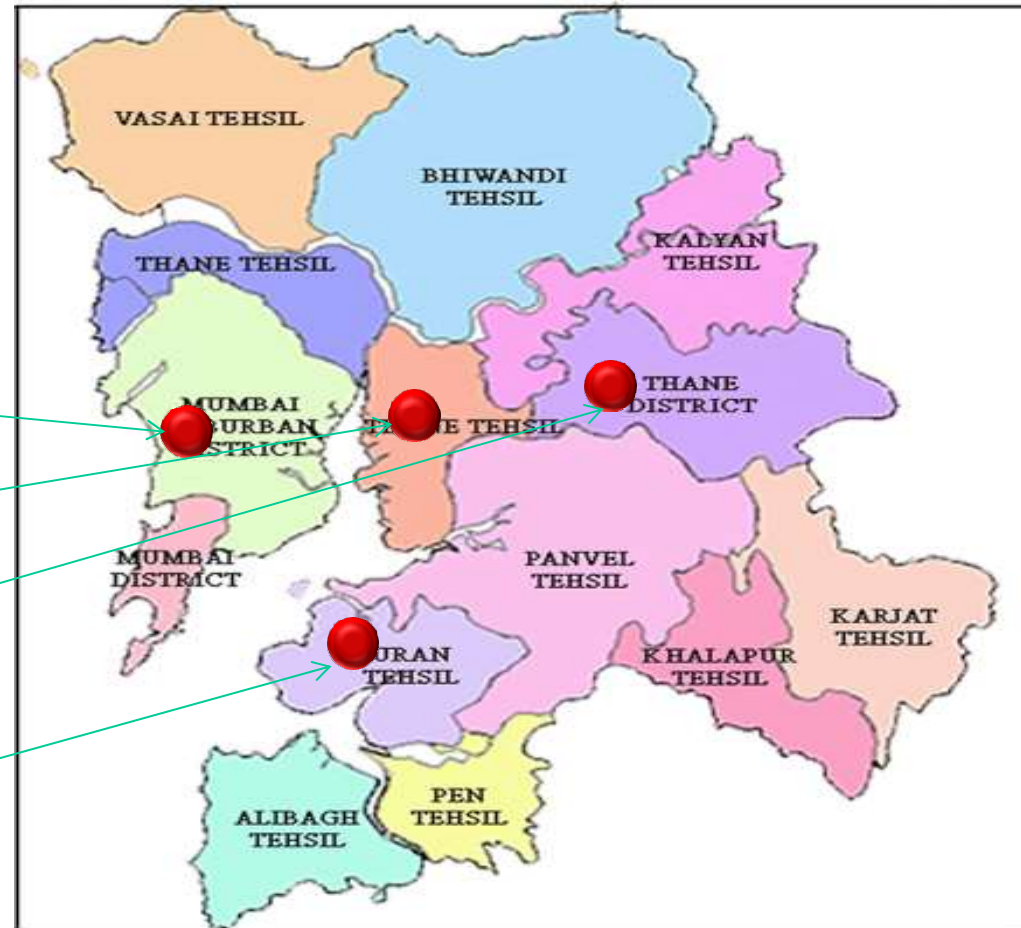 VASAI TEHSIL
BHIWANDI
TEHSIL
KALYAN
TEHSIL
THANE TEHSIL
THANE
DISTRICT
MUMBAI
TEHSIL
MUMBAI
DISTRICT
PANVEL
TEHSIL
KARJAT
TEHSIL
URAN
TEHSIL
KHALAPUR
TEHSIL
PEN
TEHSIL
ALIBAGH
TEHSIL